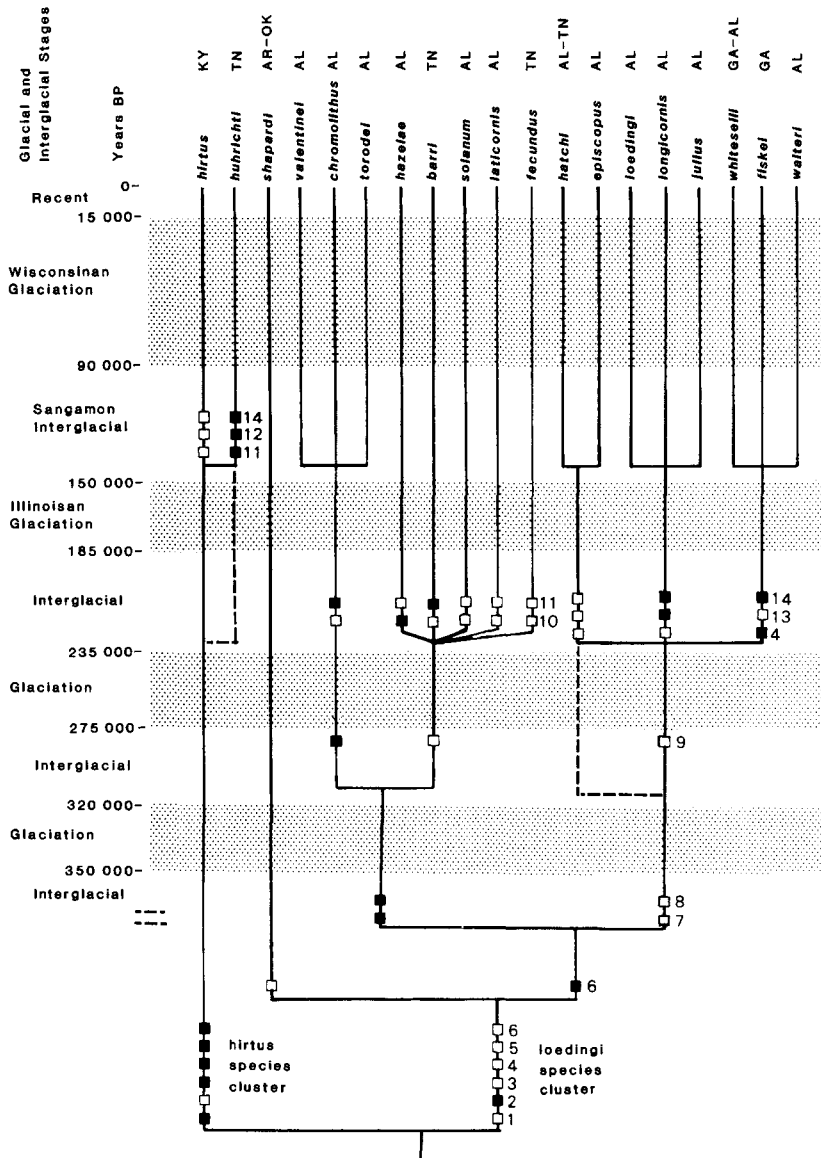 Glacial and
Interglacial Stages
Years BP
KY
TN
AR-OK
AL
AL
AL
AL
TN
AL
AL
TN
AL-TN
AL
AL
AL
AL
GA-AL
GA
AL
hirtus
huhrichti
shaperdi
valentinei
chromolithus
torodei
hazelae
barri
solanum
laticornis
fecundus
hatchi
episcopus
loedingi
longicornis
julius
whiteselli
fiskei
walteri
0-
Recent
15 000-
Wisconsinan
Glaciation
90 000-
Sangamon
Interglacial
14
12
11
150 000-
Illinoisan
Glaciation
185 000-
Interglacial
11
14
10
13
4
235 000-
Glaciation
275 000-
9
Interglacial
320 000-
Glaciation
350 000-
Interglacial
8
7
6
6
hirtus
species
cluster
5
4
3
2
1
loedingi
species
cluster